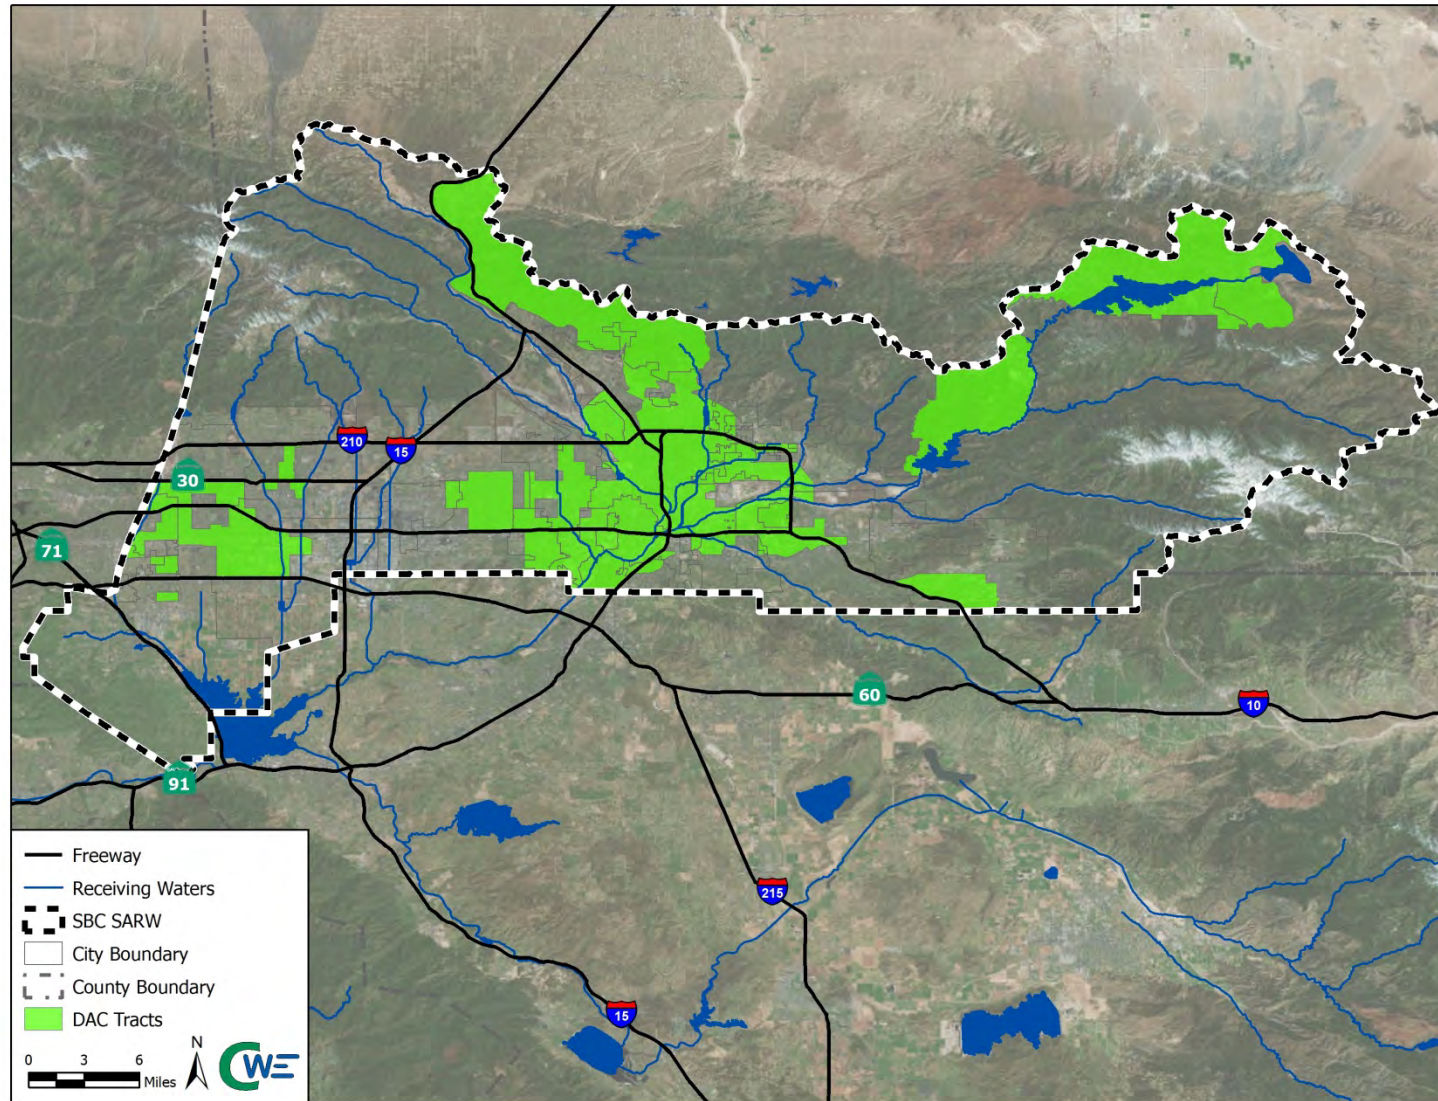 210
15
30
71
60
10
91
215
15
Freeway
Receiving Waters
SBC SARW
City Boundary
County Boundary
DAC Tracts
0 3 6
Miles
N
CWE